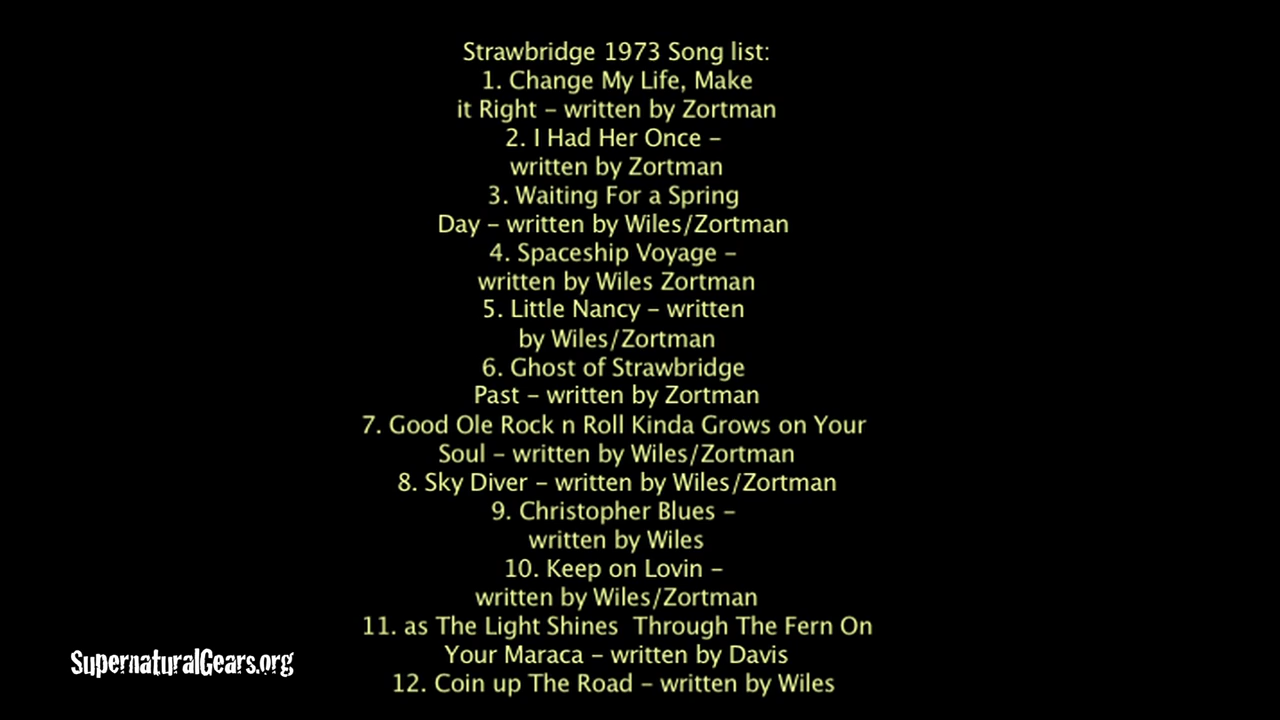 Strawbridge 1973 Song list:
1. Change My Life, Make
it Right – written by Zortman
2. I Had Her Once –
written by Zortman
3. Waiting For a Spring
Day – written by Wiles/Zortman
4. Spaceship Voyage –
written by Wiles Zortman
5. Little Nancy – written
by Wiles/Zortman
6. Ghost of Strawbridge
Past – written by Zortman
7. Good Ole Rock n Roll Kinda Grows on Your
Soul – written by Wiles/Zortman
8. Sky Diver – written by Wiles/Zortman
9. Christopher Blues –
written by Wiles
10. Keep on Lovin –
written by Wiles/Zortman
11. as The Light Shines  Through The Fern On
Your Maraca – written by Davis
12. Coin up The Road – written by Wiles
SupernaturalGears.org